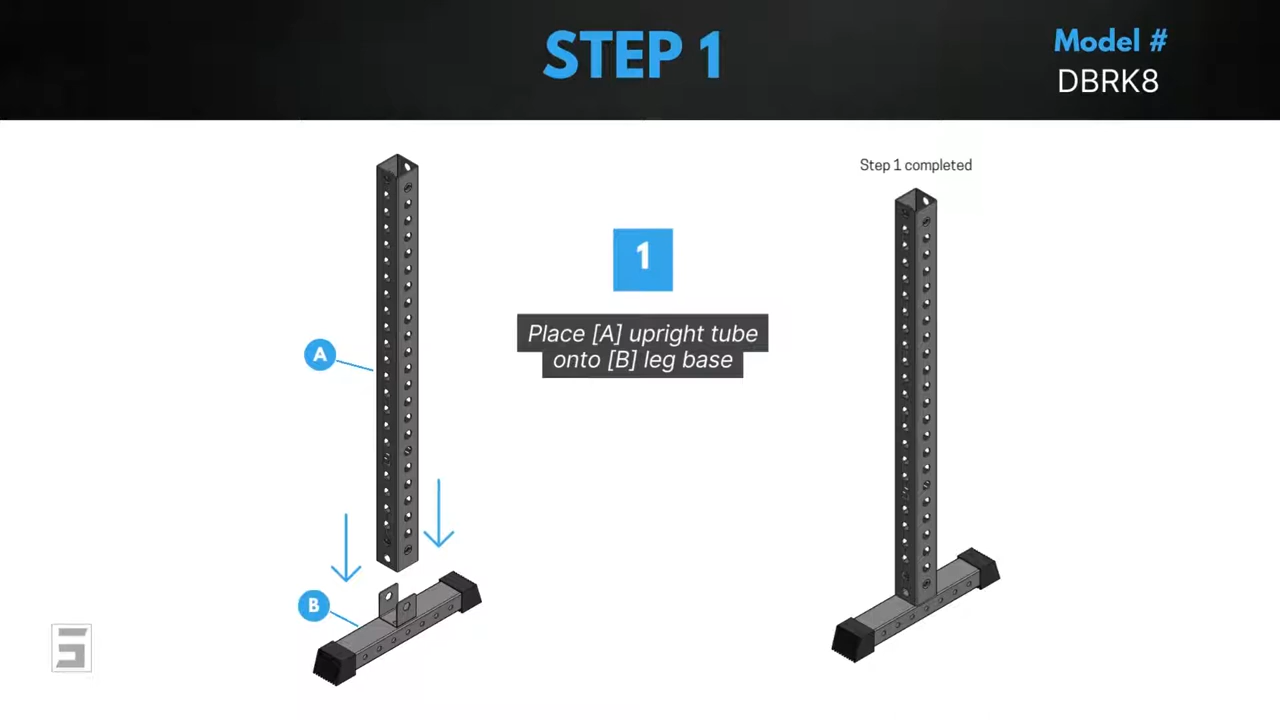 STEP 1
Model #
DBRK8
Step 1 completed
1
Place [A] upright tube
onto [B] leg base
A
B